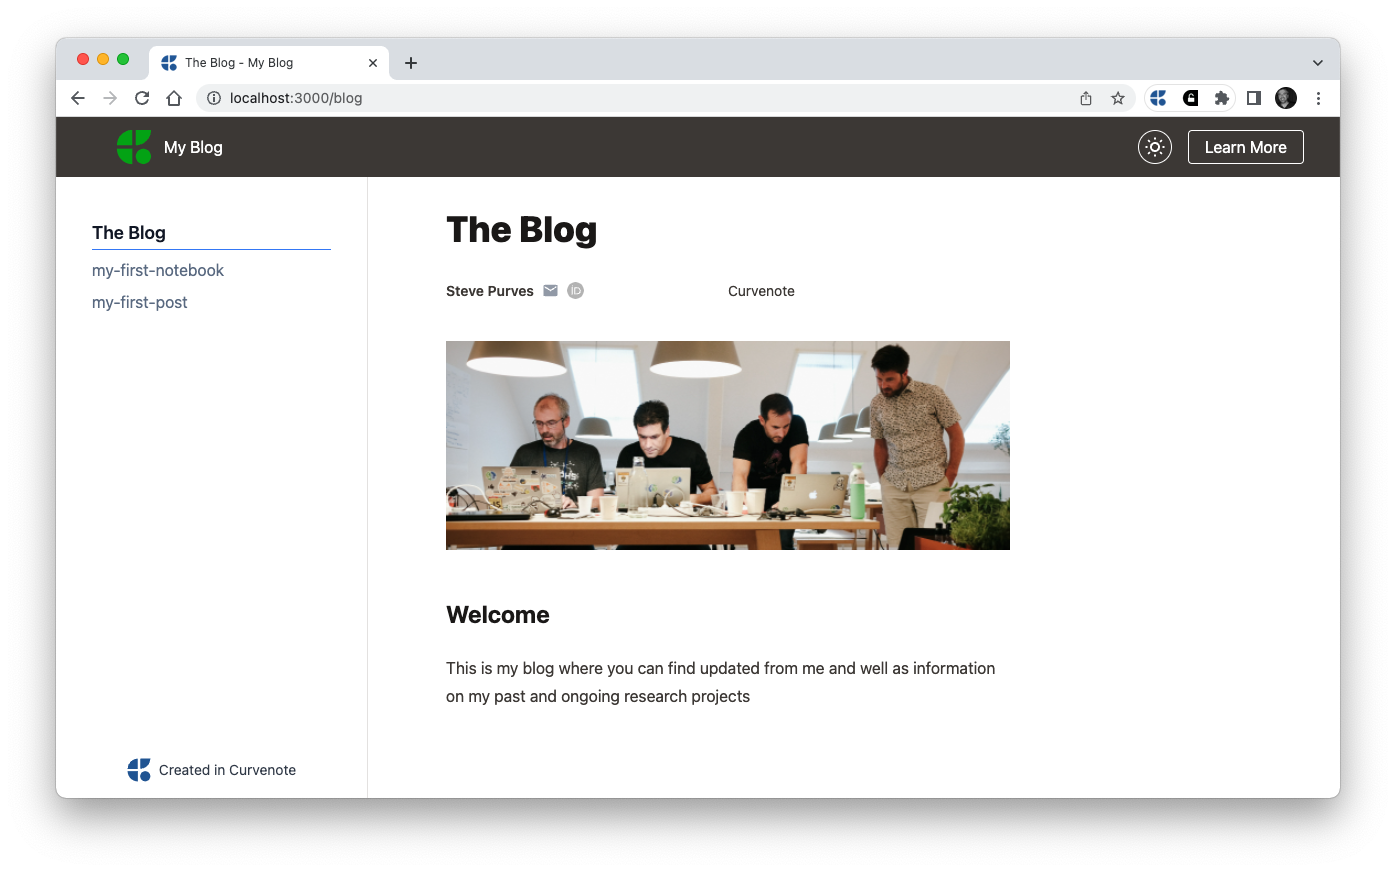 The Blog - My Blog
localhost:3000/blog
My Blog
Learn More
The Blog
my-first-notebook
my-first-post
The Blog
Steve Purves
iD
Curvenote
Welcome
This is my blog where you can find updated from me and well as information
on my past and ongoing research projects
Created in Curvenote